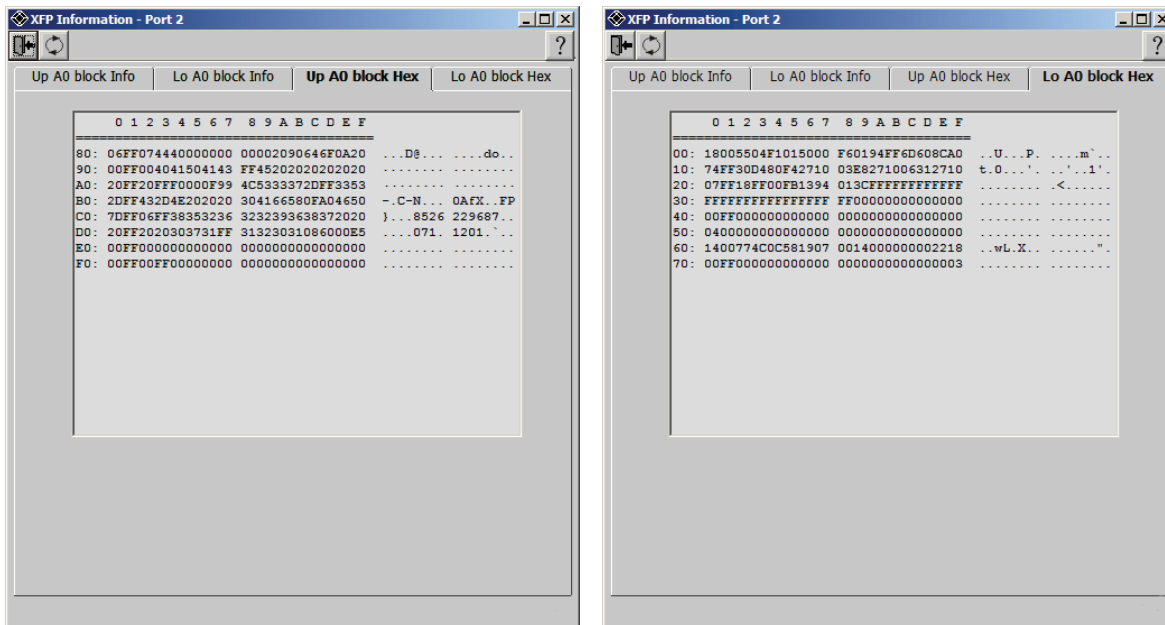 XFP Information - Port 2
?
Up A0 block Info Lo A0 block Info Up A0 block Hex Lo A0 block Hex
0 1 2 3 4 5 6 7 8 9 A B C D E F
=====================================
80: 06FF074440000000 00002090646F0A20 ...D@... ....do..
90: 00FF004041504143 FF45202020202020 ........ ........
A0: 20FF20FFF0000F99 4C5333372DFF3353 ........ ........
B0: 2DFF432D4E202020 304166580FA04650 -.C-N... 0AfX..FP
C0: 7DFF06FF38353236 3232393638372020 }...8526 229687..
D0: 20FF2020303731FF 31323031086000E5 ....071. 1201.`..
E0: 00FF000000000000 0000000000000000 ........ ........
F0: 00FF00FF00000000 0000000000000000 ........ ........
XFP Information - Port 2
?
Up A0 block Info Lo A0 block Info Up A0 block Hex Lo A0 block Hex
0 1 2 3 4 5 6 7 8 9 A B C D E F
=====================================
00: 18005504F1015000 F60194FF6D608CA0 ..U...P. ....m`..
10: 74FF30D480F42710 03E8271006312710 t.0...'. ..'..1'.
20: 07FF18FF00FB1394 013CFFFFFFFFFFFF ........ .<......
30: FFFFFFFFFFFFFFFF FF00000000000000 ........ ........
40: 00FF000000000000 0000000000000000 ........ ........
50: 0400000000000000 0000000000000000 ........ ........
60: 1400774C0C581907 0014000000002218 ..wL.X.. ......".
70: 00FF000000000000 0000000000000003 ........ ........